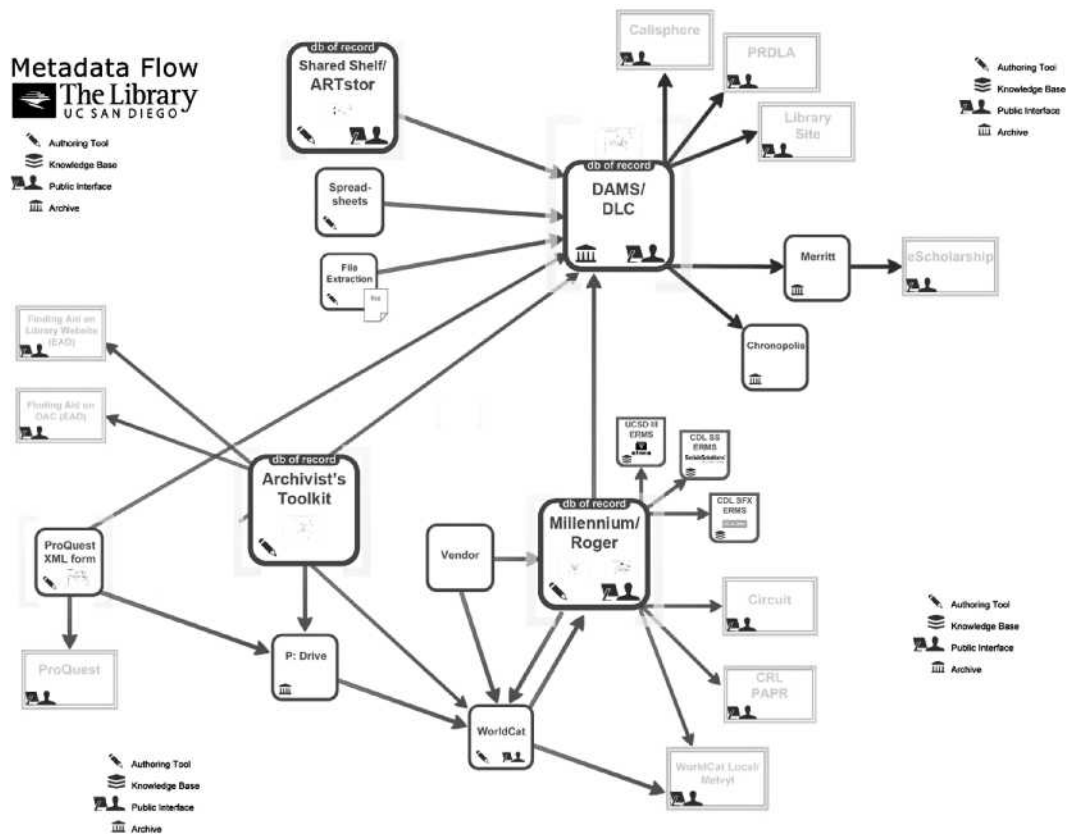 Metadata Flow
The Library
UC SAN DIEGO
Authoring Tool
Knowledge Base
Public Interface
Archive
db of record
Shared Shelf/
ARTstor
Spread-
sheets
File
Extraction
Calisphere
PRDLA
Library
Site
Authoring Tool
Knowledge Base
Public Interface
Archive
db of record
DAMS/
DLC
Merritt
eScholarship
Chronopolis
Finding Aid on
Library Website
(EAD)
Finding Aid on
OAC (EAD)
db of record
Archivist's
Toolkit
UCSD III
ERMS
CDL SS
ERMS
SerialsSolutions
CDL SFX
ERMS
db of record
Millennium/
Roger
Vendor
ProQuest
XML form
ProQuest
P: Drive
WorldCat
Circuit
CRL
PAPR
WorldCat Local/
Melvyl
Authoring Tool
Knowledge Base
Public Interface
Archive
Authoring Tool
Knowledge Base
Public Interface
Archive